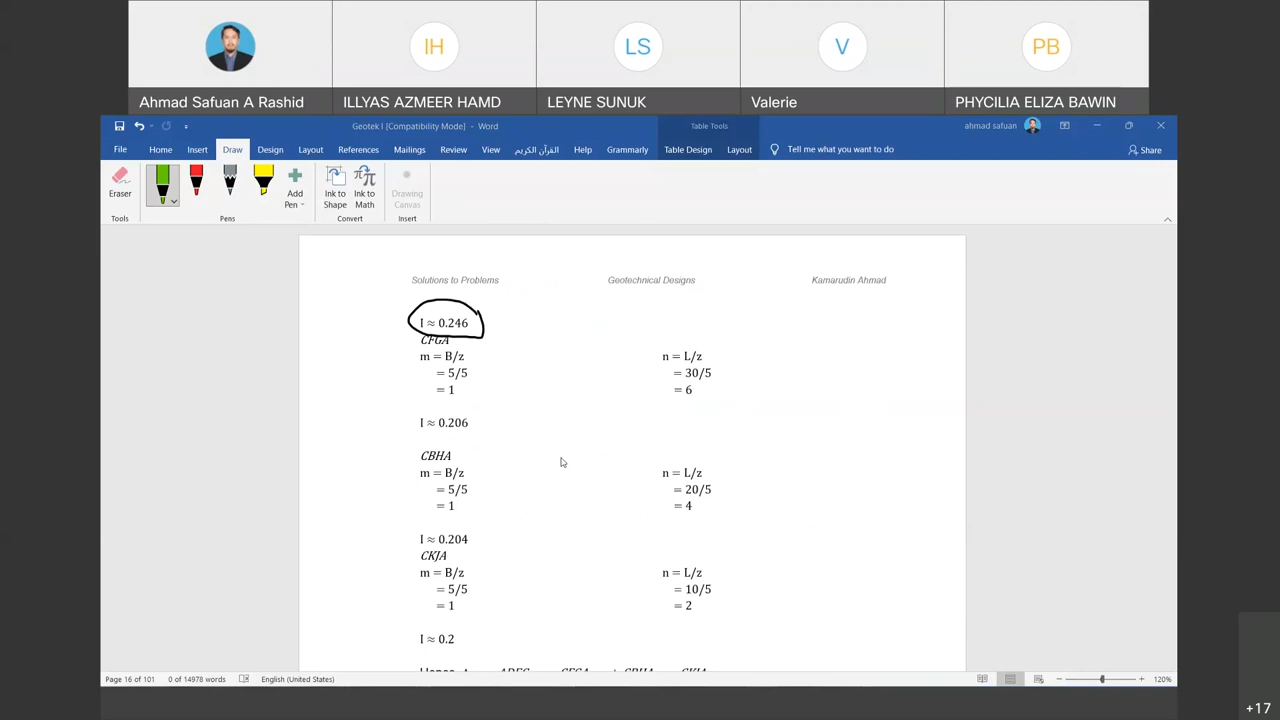 IH
LS
V
PB
Ahmad Safuan A Rashid
ILLYAS AZMEER HAMD
LEYNE SUNUK
Valerie
PHYCILIA ELIZA BAWIN
Geotek I [Compatibility Mode] - Word
Table Tools
ahmad safuan
File Home Insert Draw Design Layout References Mailings Review View القرآن الكريم Help Grammarly Table Design Layout Tell me what you want to do Share
Eraser
Add Pen
Ink to Shape
Ink to Math
Drawing Canvas
Tools
Pens
Convert
Insert
Solutions to Problems Geotechnical Designs Kamarudin Ahmad
I ≈ 0.246
CFGA
m = B/z n = L/z
= 5/5 = 30/5
= 1 = 6
I ≈ 0.206
CBHA
m = B/z n = L/z
= 5/5 = 20/5
= 1 = 4
I ≈ 0.204
CKJA
m = B/z n = L/z
= 5/5 = 10/5
= 1 = 2
I ≈ 0.2
Page 16 of 101 0 of 14978 words English (United States) 120%
+17